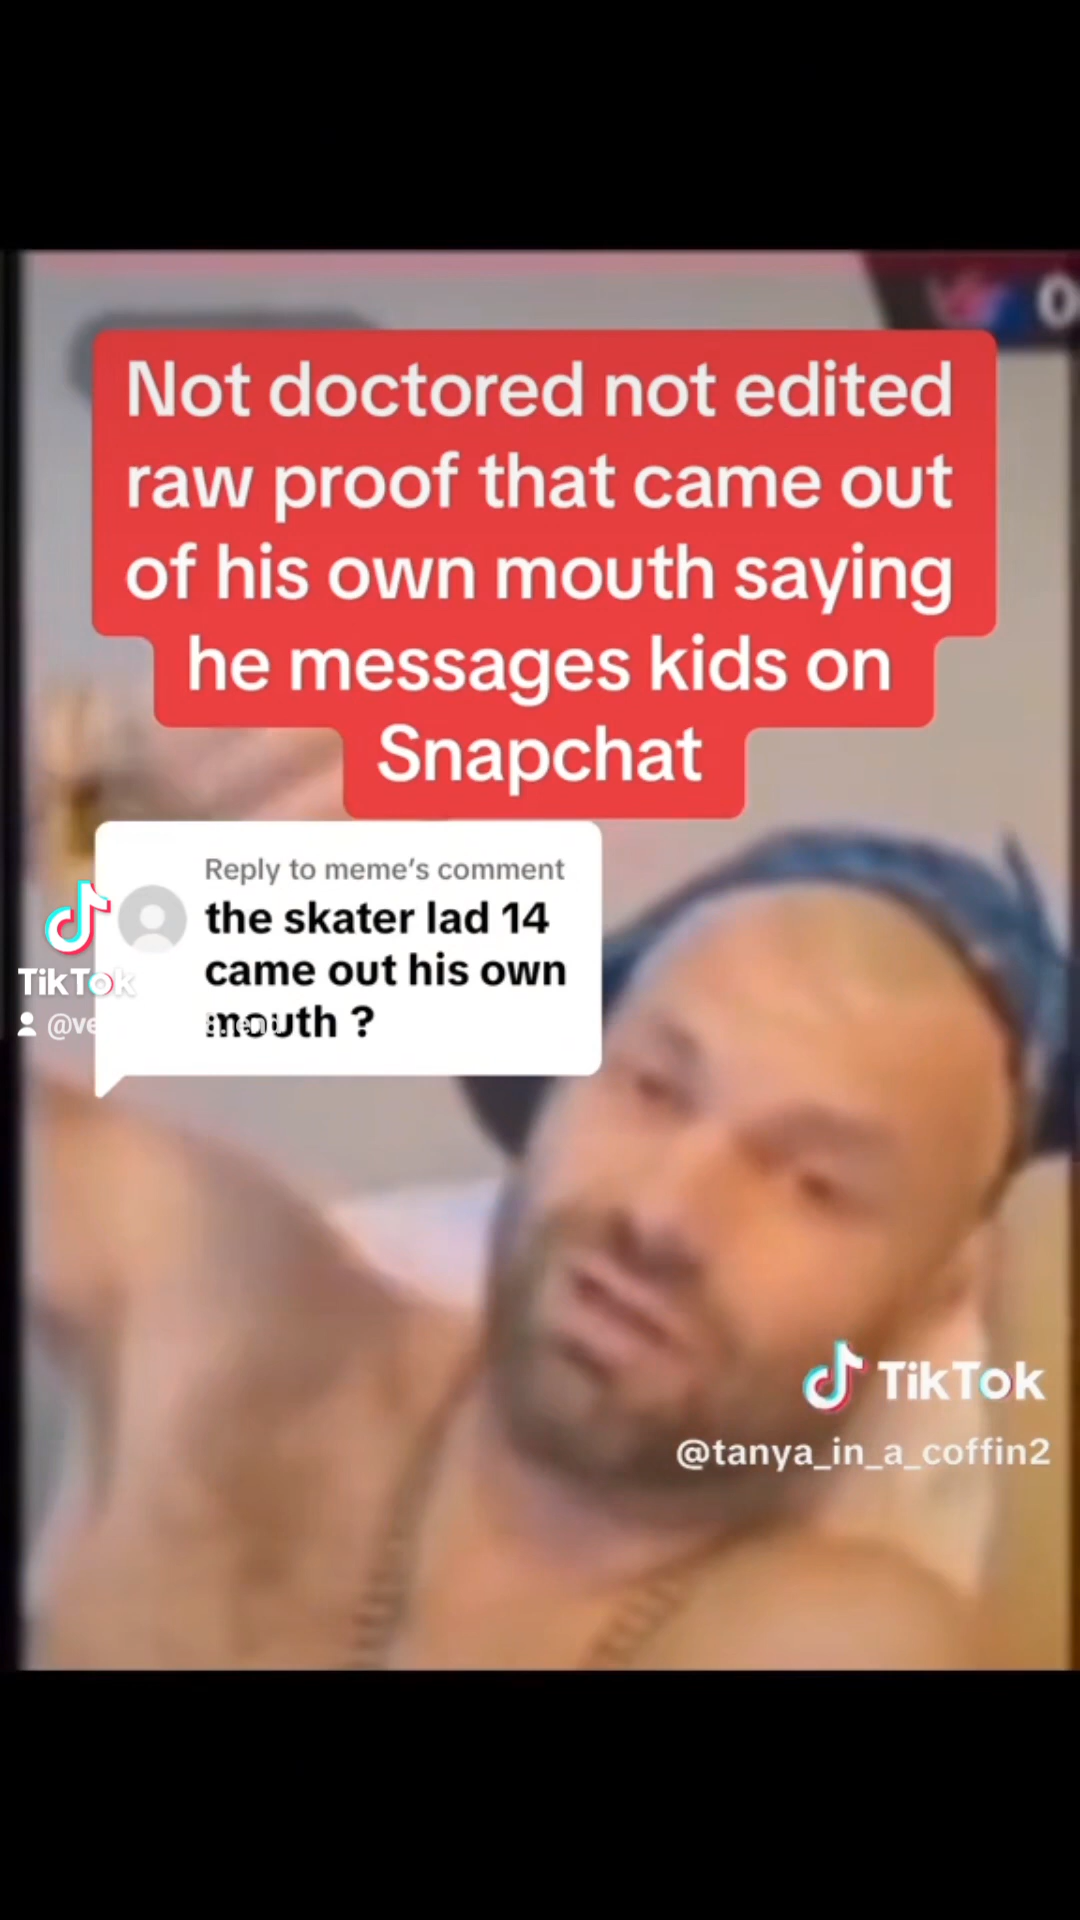 0
Not doctored not edited
raw proof that came out
of his own mouth saying
he messages kids on
Snapchat
Reply to meme's comment
the skater lad 14
came out his own
mouth ?
TikTok
TikTok
@tanya_in_a_coffin2